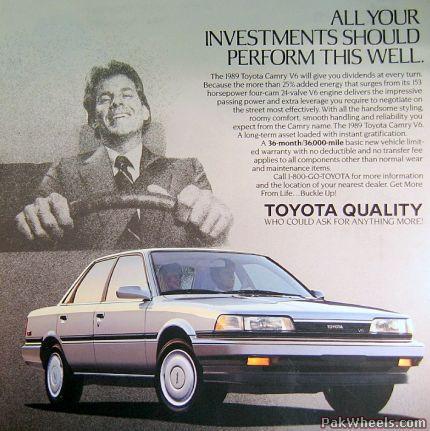 ALL YOUR
INVESTMENTS SHOULD
PERFORM THIS WELL.
The 1989 Toyota Camry V6 will give you dividends at every turn.
Because the more than 25% added energy that surges from its 153
horsepower four-cam 24-valve V6 engine delivers the impressive
passing power and extra leverage you require to negotiate on
the street most effectively. With all the handsome styling,
roomy comfort, smooth handling and reliability you
expect from the Camry name. The 1989 Toyota Camry V6.
A long-term asset loaded with instant gratification.
A 36-month/36,000-mile basic new vehicle limit-
ed warranty with no deductible and no transfer fee
applies to all components other than normal wear
and maintenance items.
Call 1-800-GO-TOYOTA for more information
and the location of your nearest dealer. Get More
From Life...Buckle Up!
TOYOTA QUALITY
WHO COULD ASK FOR ANYTHING MORE!
TOYOTA
V6
PakWheels.com